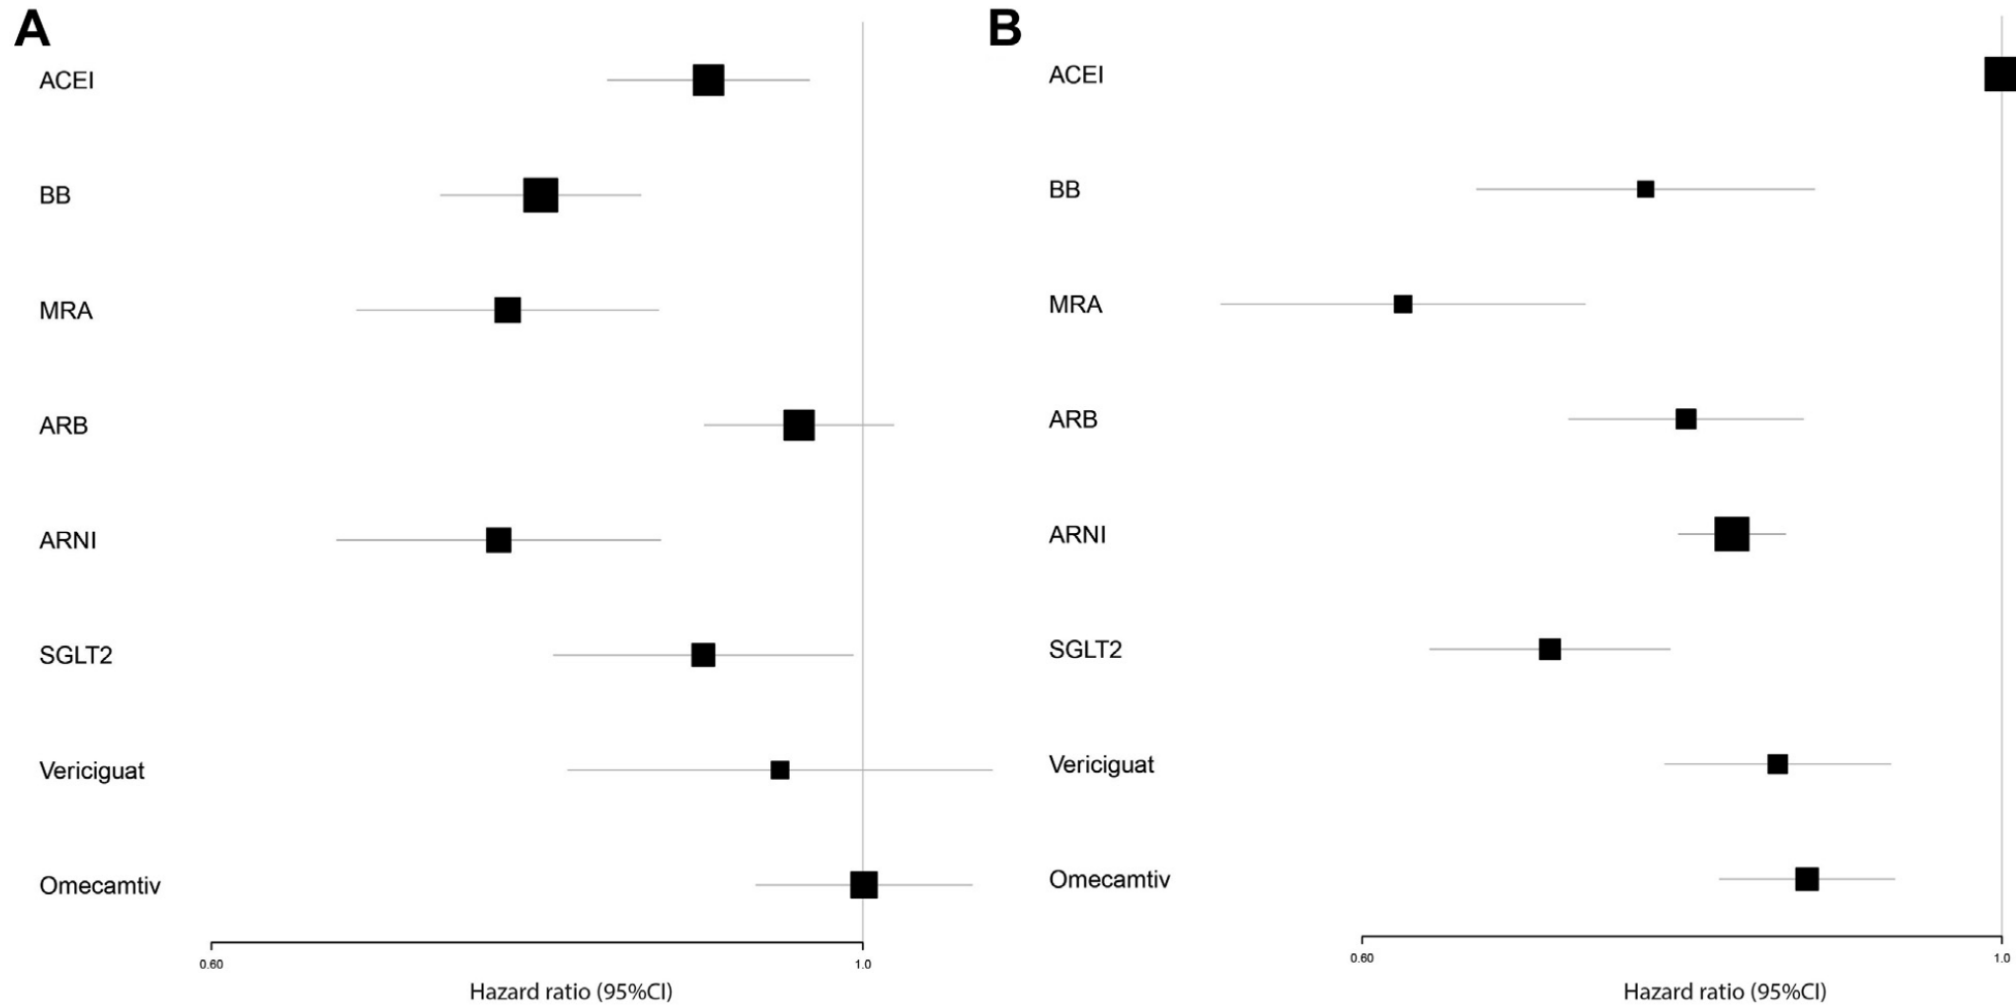 A
ACEI
BB
MRA
ARB
ARNI
SGLT2
Vericiguat
Omecamtiv
0.60
1.0
Hazard ratio (95%CI)
B
ACEI
BB
MRA
ARB
ARNI
SGLT2
Vericiguat
Omecamtiv
0.60
1.0
Hazard ratio (95%CI)